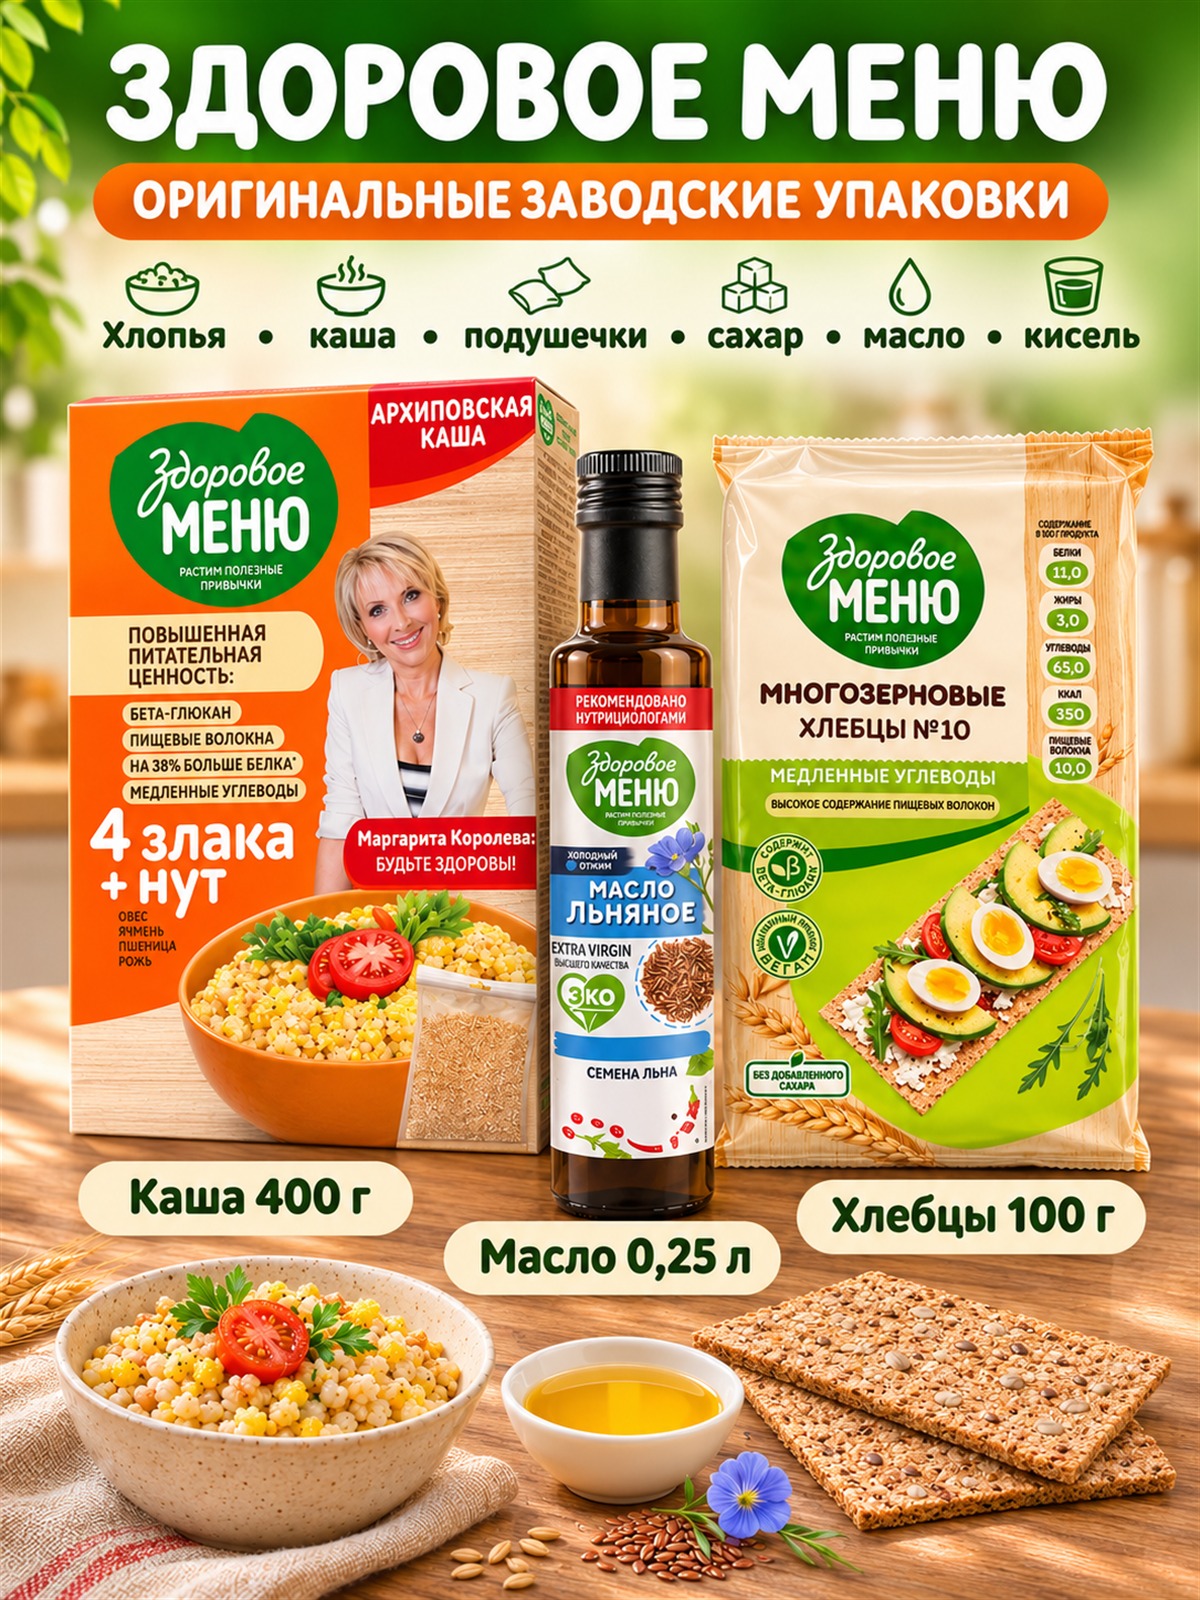 ЗДОРОВОЕ МЕНЮ
ОРИГИНАЛЬНЫЕ ЗАВОДСКИЕ УПАКОВКИ
Хлопья • каша • подушечки • сахар • масло • кисель
АРХИПОВСКАЯ
КАША
Здоровое
МЕНЮ
РАСТИМ ПОЛЕЗНЫЕ
ПРИВЫЧКИ
ПОВЫШЕННАЯ
ПИТАТЕЛЬНАЯ
ЦЕННОСТЬ:
БЕТА-ГЛЮКАН
ПИЩЕВЫЕ ВОЛОКНА
НА 38% БОЛЬШЕ БЕЛКА*
МЕДЛЕННЫЕ УГЛЕВОДЫ
4 злака
+ нут
ОВЕС
ЯЧМЕНЬ
ПШЕНИЦА
РОЖЬ
Маргарита Королева:
БУДЬТЕ ЗДОРОВЫ!
РЕКОМЕНДОВАНО
НУТРИЦИОЛОГАМИ
Здоровое
МЕНЮ
РАСТИМ ПОЛЕЗНЫЕ
ПРИВЫЧКИ
ХОЛОДНЫЙ
ОТЖИМ
МАСЛО
ЛЬНЯНОЕ
EXTRA VIRGIN
ВЫСШЕГО КАЧЕСТВА
ЭКО
СЕМЕНА ЛЬНА
Здоровое
МЕНЮ
РАСТИМ ПОЛЕЗНЫЕ
ПРИВЫЧКИ
МНОГОЗЕРНОВЫЕ
ХЛЕБЦЫ №10
МЕДЛЕННЫЕ УГЛЕВОДЫ
ВЫСОКОЕ СОДЕРЖАНИЕ ПИЩЕВЫХ ВОЛОКОН
СОДЕРЖАНИЕ
В 100 Г ПРОДУКТА
БЕЛКИ
11,0
ЖИРЫ
3,0
УГЛЕВОДЫ
65,0
ККАЛ
350
ПИЩЕВЫЕ
ВОЛОКНА
10,0
СОДЕРЖИТ
β
БЕТА-ГЛЮКАН
V
ВЕГАН
БЕЗ ДОБАВЛЕННОГО
САХАРА
Каша 400 г
Масло 0,25 л
Хлебцы 100 г